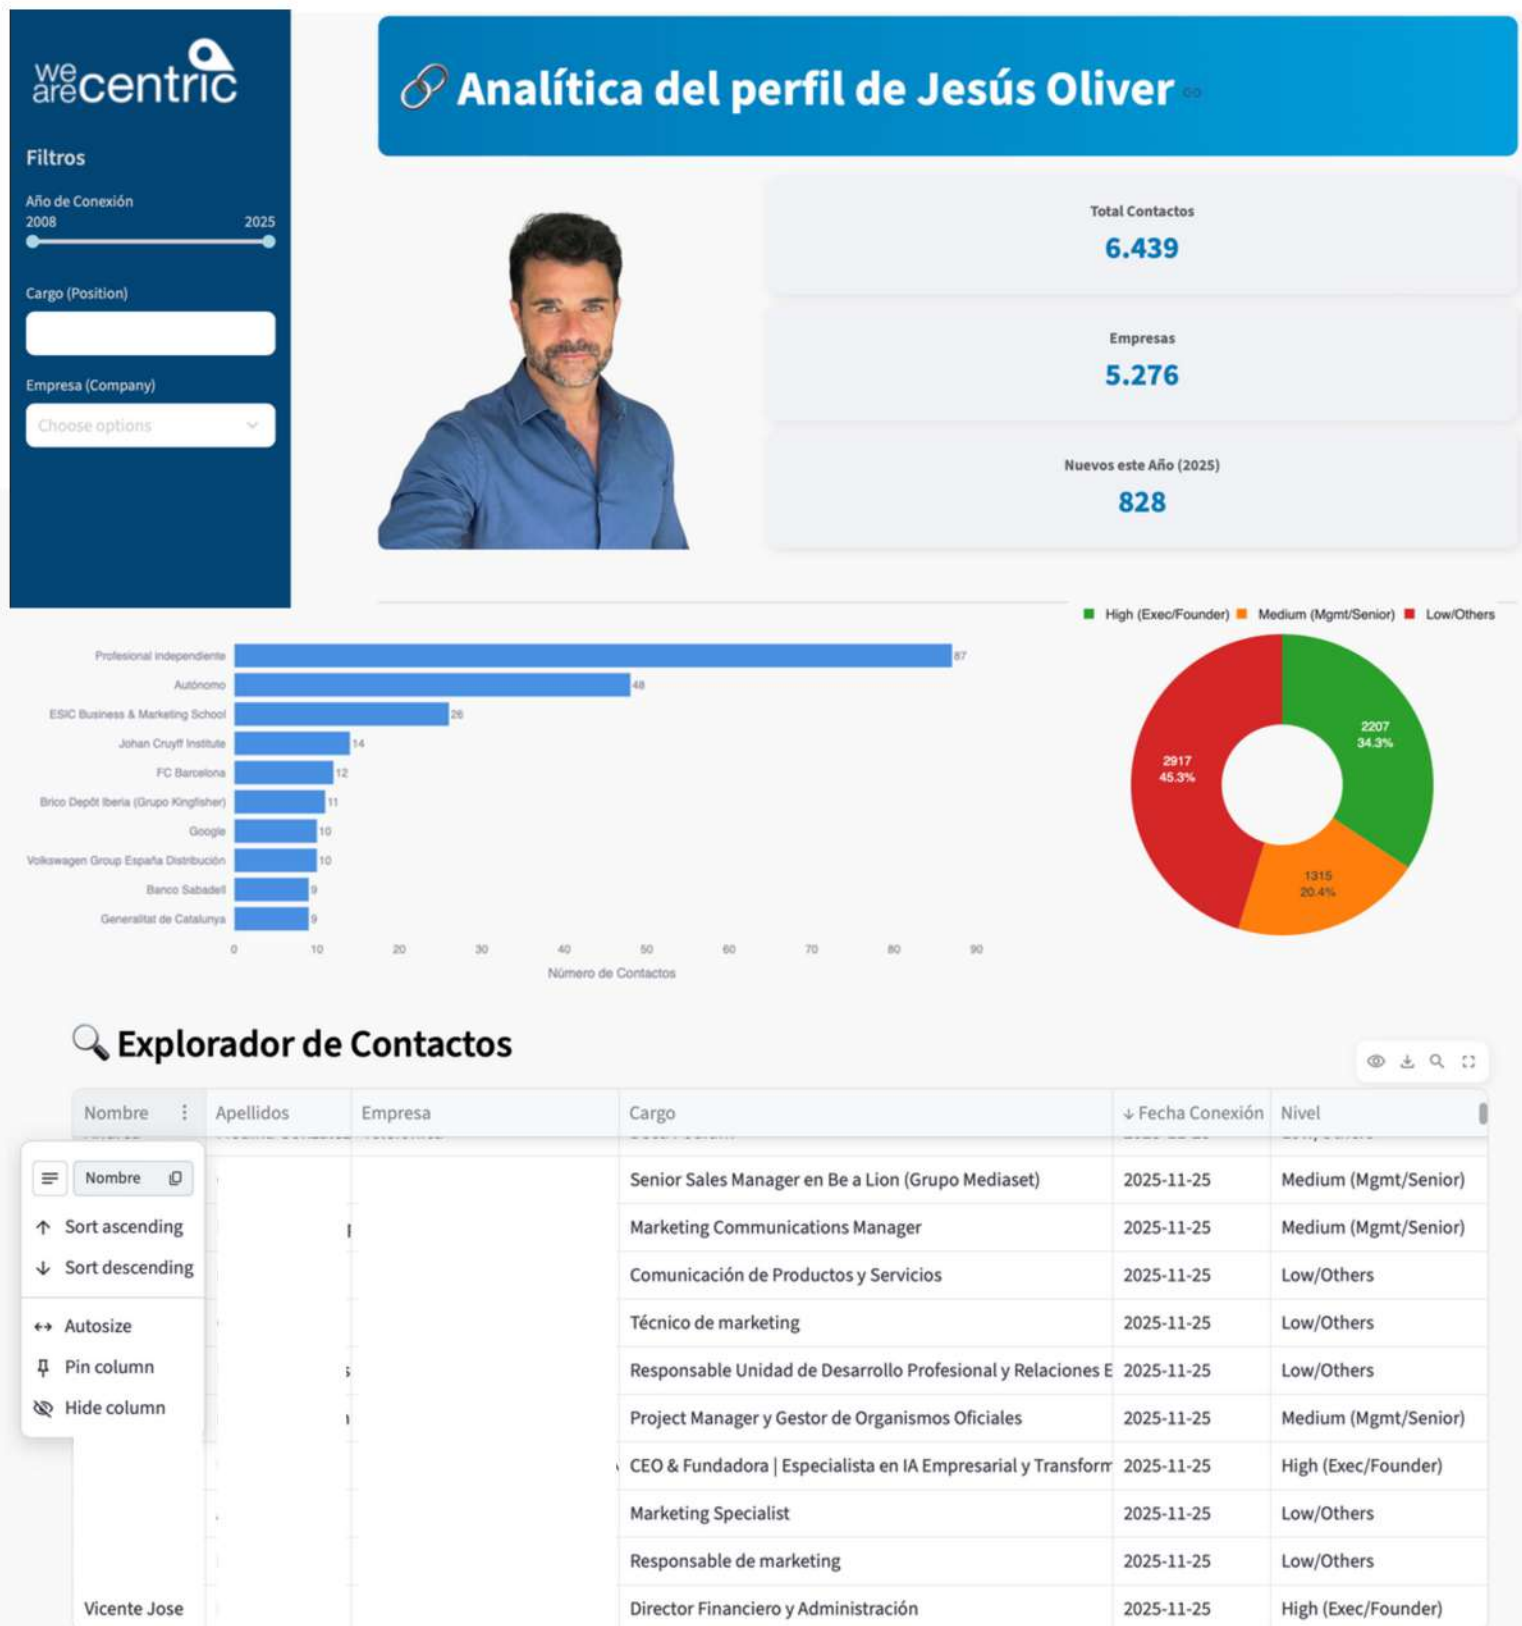 we
are centric
Filtros
Año de Conexión
2008 2025
Cargo (Position)
Empresa (Company)
Choose options
Analítica del perfil de Jesús Oliver
Total Contactos
6.439
Empresas
5.276
Nuevos este Año (2025)
828
High (Exec/Founder) Medium (Mgmt/Senior) Low/Others
Profesional independiente 87
Autónomo 48
ESIC Business & Marketing School 26
Johan Cruyff Institute 14
FC Barcelona 12
Brico Depôt Iberia (Grupo Kingfisher) 11
Google 10
Volkswagen Group España Distribución 10
Banco Sabadell 9
Generalitat de Catalunya 9
0 10 20 30 40 50 60 70 80 90
Número de Contactos
2207
34.3%
2917
45.3%
1315
20.4%
Explorador de Contactos
Nombre Apellidos Empresa Cargo ↓ Fecha Conexión Nivel
Nombre
Sort ascending
Sort descending
Autosize
Pin column
Hide column
Senior Sales Manager en Be a Lion (Grupo Mediaset) 2025-11-25 Medium (Mgmt/Senior)
Marketing Communications Manager 2025-11-25 Medium (Mgmt/Senior)
Comunicación de Productos y Servicios 2025-11-25 Low/Others
Técnico de marketing 2025-11-25 Low/Others
Responsable Unidad de Desarrollo Profesional y Relaciones E 2025-11-25 Low/Others
Project Manager y Gestor de Organismos Oficiales 2025-11-25 Medium (Mgmt/Senior)
CEO & Fundadora | Especialista en IA Empresarial y Transform 2025-11-25 High (Exec/Founder)
Marketing Specialist 2025-11-25 Low/Others
Responsable de marketing 2025-11-25 Low/Others
Vicente Jose Director Financiero y Administración 2025-11-25 High (Exec/Founder)